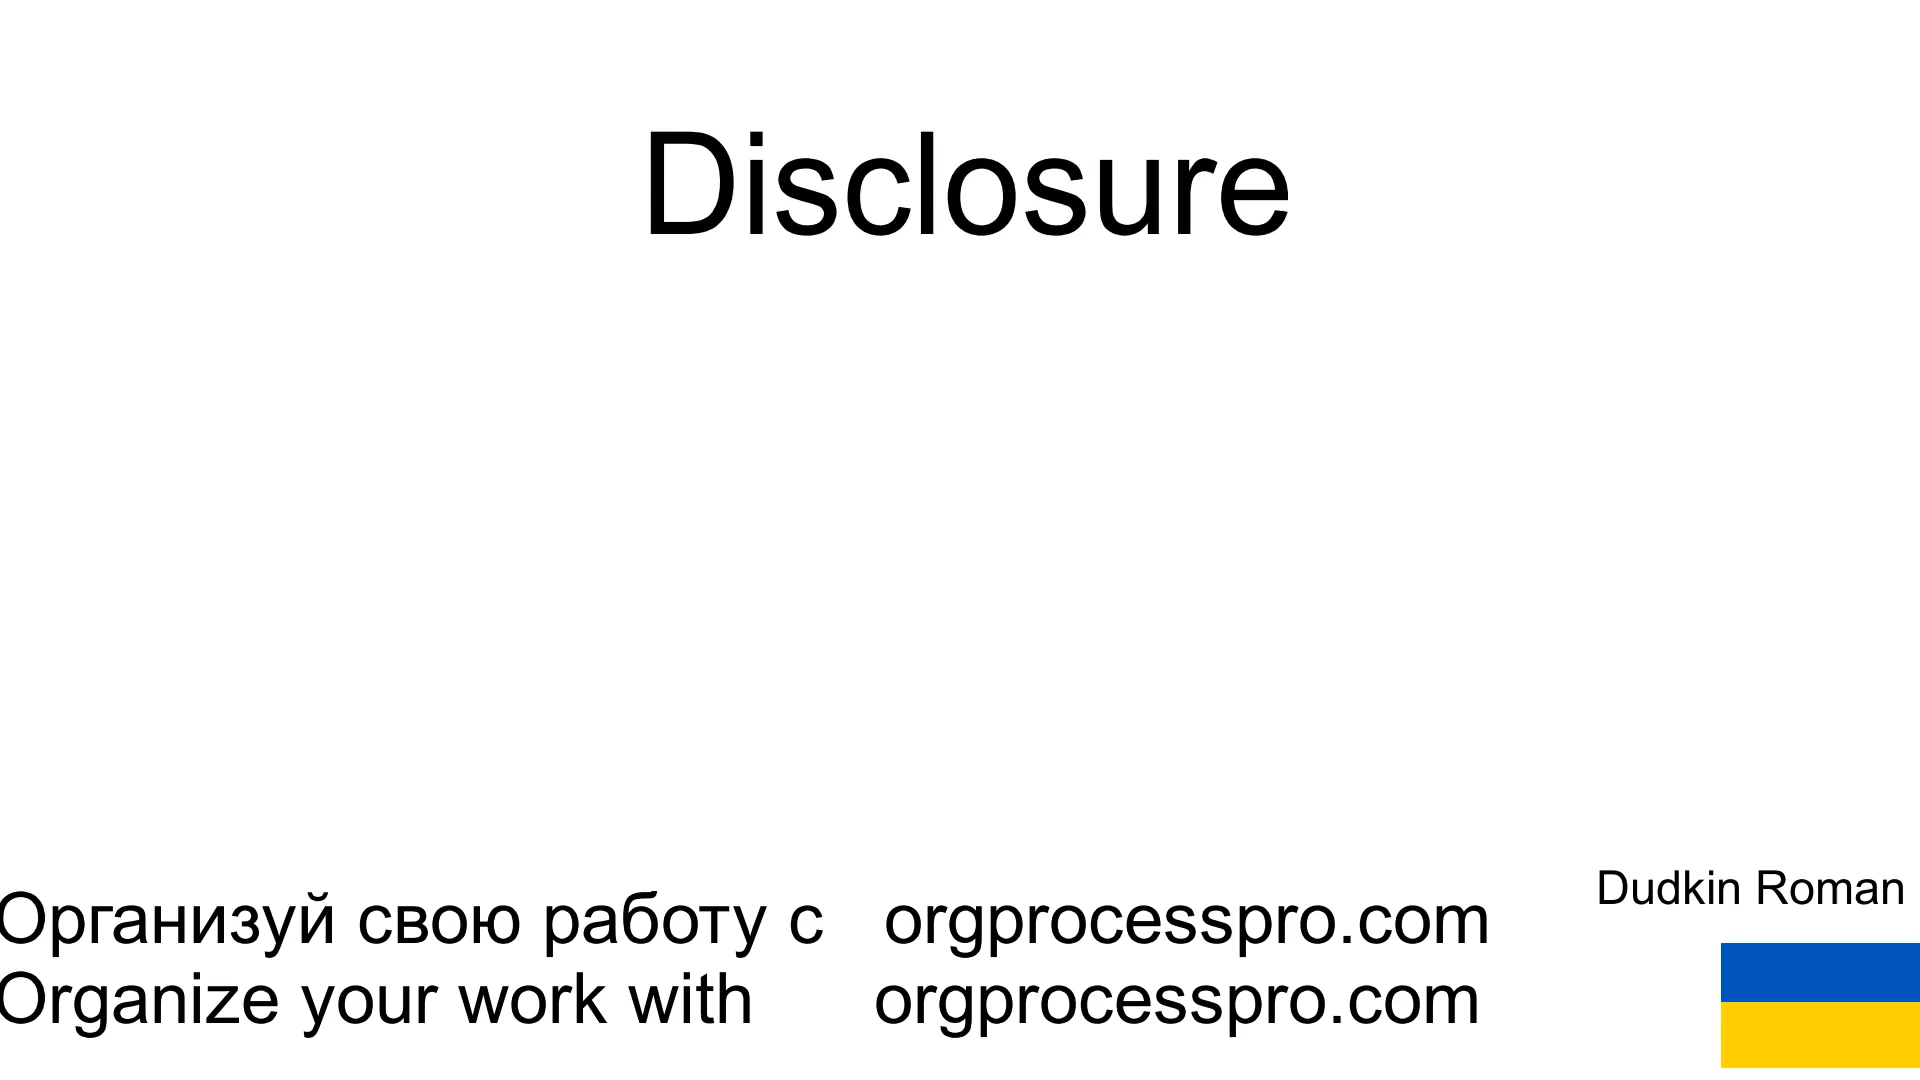 Disclosure
Dudkin Roman
Организуй свою работу с orgprocesspro.com
Organize your work with orgprocesspro.com